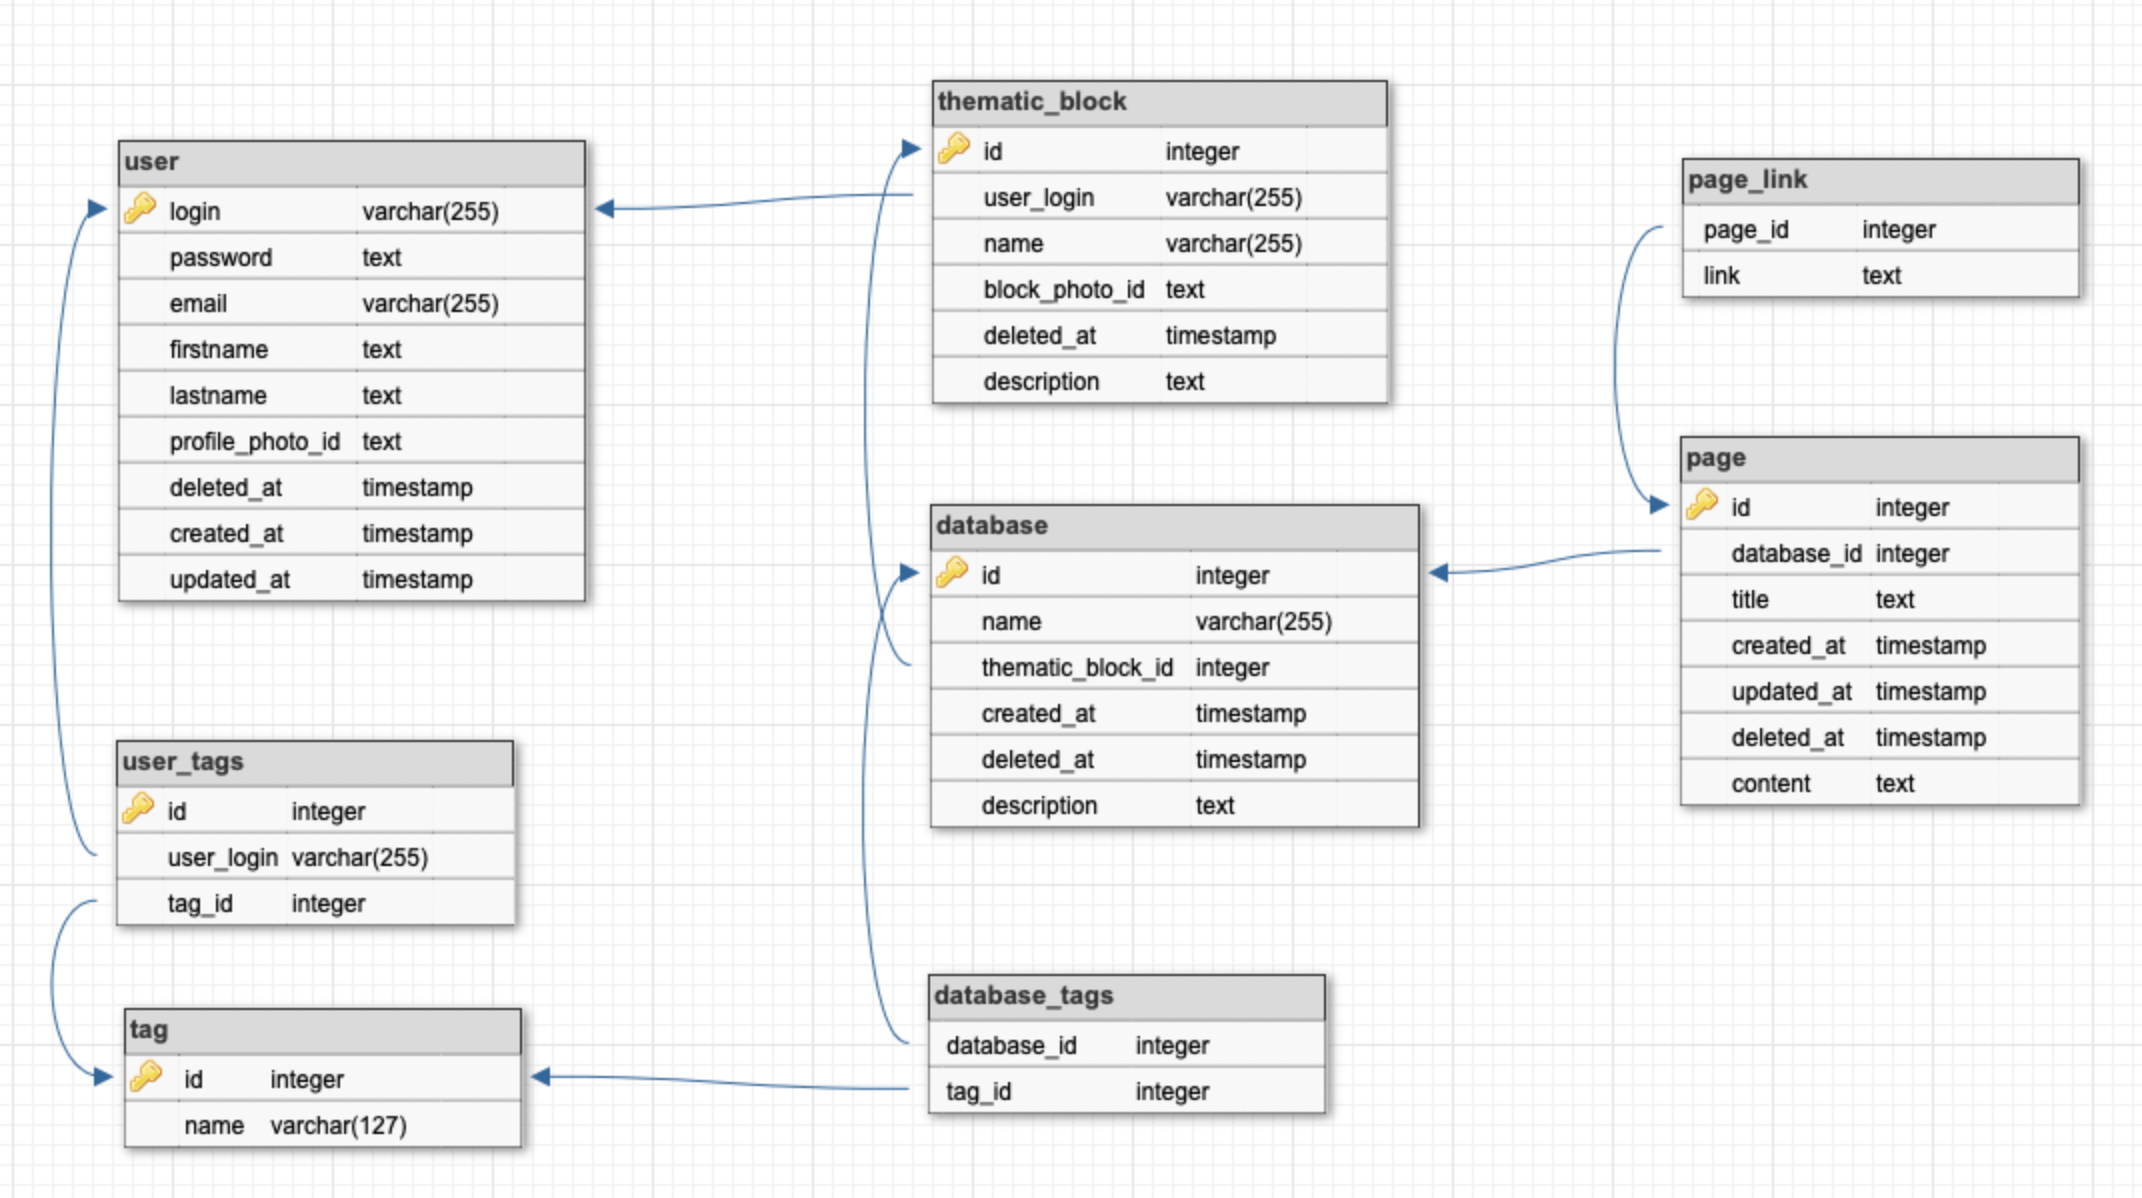 user
login varchar(255)
password text
email varchar(255)
firstname text
lastname text
profile_photo_id text
deleted_at timestamp
created_at timestamp
updated_at timestamp
user_tags
id integer
user_login varchar(255)
tag_id integer
tag
id integer
name varchar(127)
thematic_block
id integer
user_login varchar(255)
name varchar(255)
block_photo_id text
deleted_at timestamp
description text
database
id integer
name varchar(255)
thematic_block_id integer
created_at timestamp
deleted_at timestamp
description text
database_tags
database_id integer
tag_id integer
page_link
page_id integer
link text
page
id integer
database_id integer
title text
created_at timestamp
updated_at timestamp
deleted_at timestamp
content text